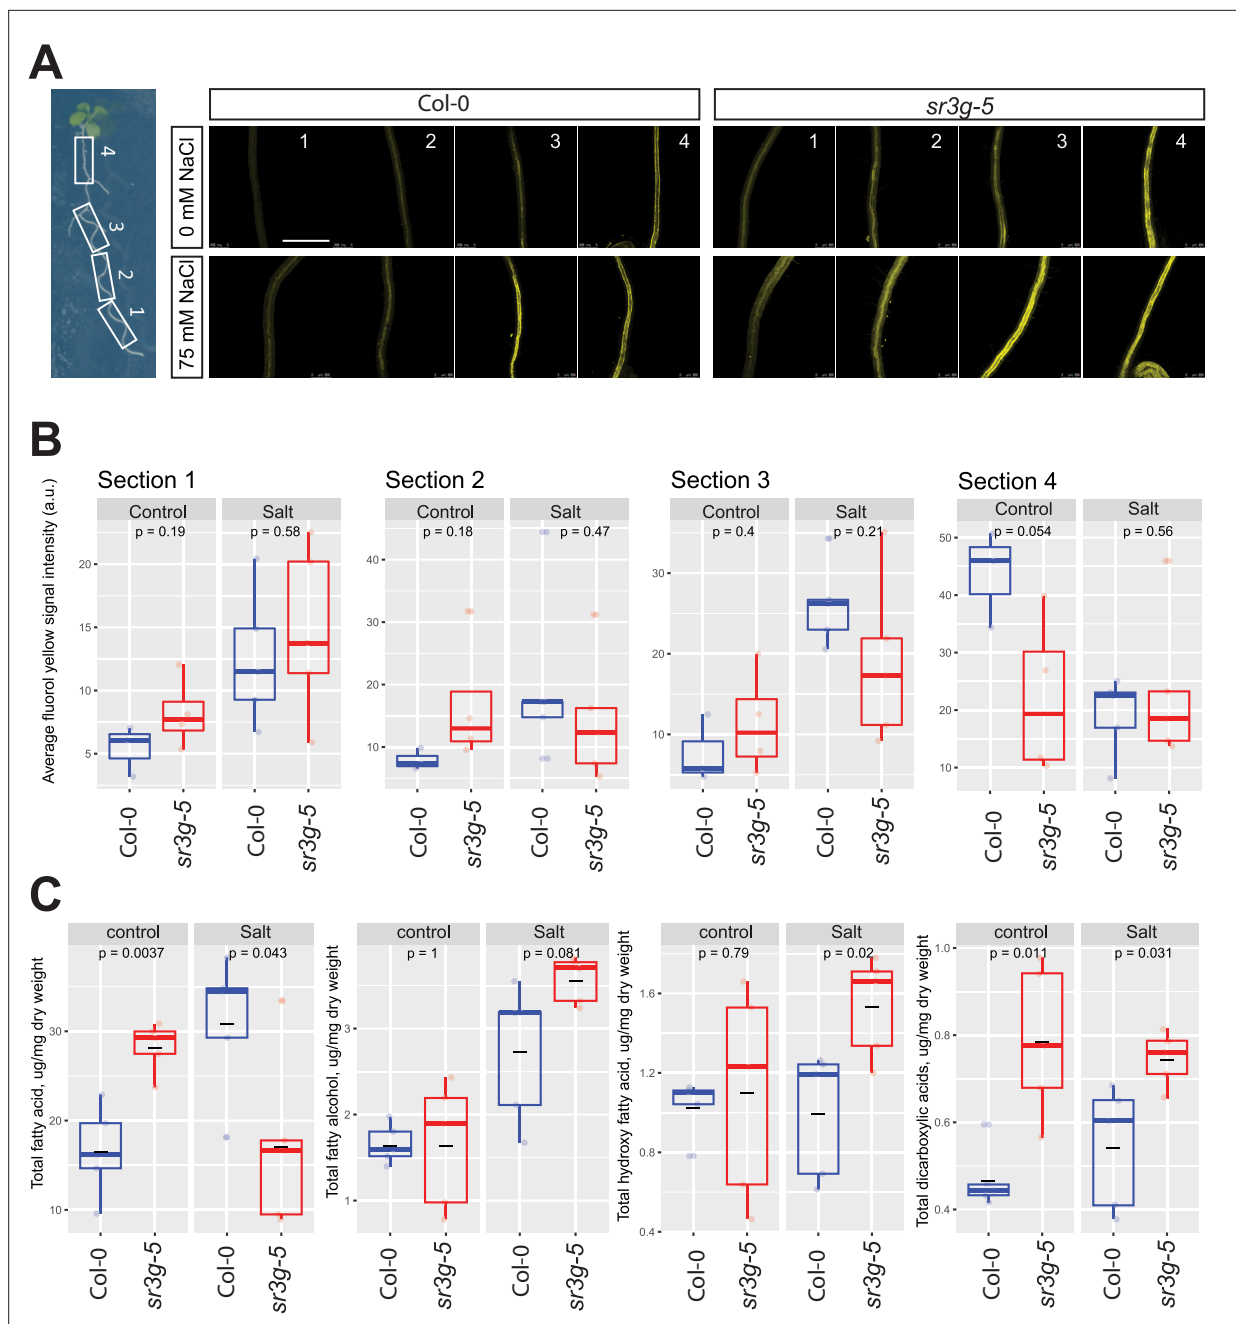 A
Col-0
sr3g-5
0 mM NaCl
1
2
3
4
1
2
3
4
75 mM NaCl
4
3
2
1
B
Average fluorol yellow signal intensity (a.u.)
Section 1
Control
Salt
p = 0.19
p = 0.58
20
15
10
5
Col-0
sr3g-5
Col-0
sr3g-5
Section 2
Control
Salt
p = 0.18
p = 0.47
40
30
20
10
Col-0
sr3g-5
Col-0
sr3g-5
Section 3
Control
Salt
p = 0.4
p = 0.21
30
20
10
Col-0
sr3g-5
Col-0
sr3g-5
Section 4
Control
Salt
p = 0.054
p = 0.56
50
40
30
20
10
Col-0
sr3g-5
Col-0
sr3g-5
C
Total fatty acid, ug/mg dry weight
control
Salt
p = 0.0037
p = 0.043
30
20
10
Col-0
sr3g-5
Col-0
sr3g-5
Total fatty alcohol, ug/mg dry weight
control
Salt
p = 1
p = 0.081
3
2
1
Col-0
sr3g-5
Col-0
sr3g-5
Total hydroxy fatty acid, ug/mg dry weight
control
Salt
p = 0.79
p = 0.02
1.6
1.2
0.8
0.4
Col-0
sr3g-5
Col-0
sr3g-5
Total dicarboxylic acids, ug/mg dry weight
control
Salt
p = 0.011
p = 0.031
1.0
0.8
0.6
0.4
Col-0
sr3g-5
Col-0
sr3g-5